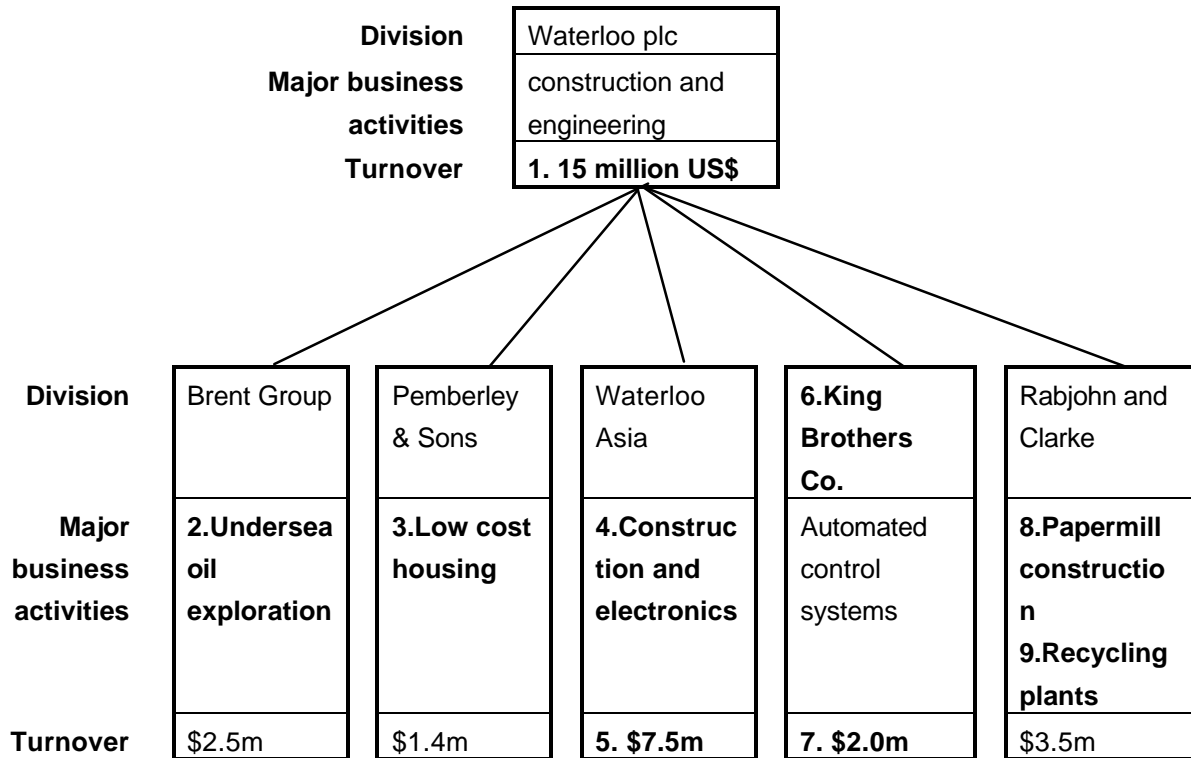 Division Waterloo plc
Major business construction and
activities engineering
Turnover 1. 15 million US$
Division Brent Group Pemberley Waterloo 6.King Rabjohn and
& Sons Asia Brothers Clarke
Co.
Major 2.Undersea 3.Low cost 4.Construc Automated 8.Papermill
business oil housing tion and control constructio
activities exploration electronics systems n
9.Recycling
plants
Turnover $2.5m $1.4m 5. $7.5m 7. $2.0m $3.5m